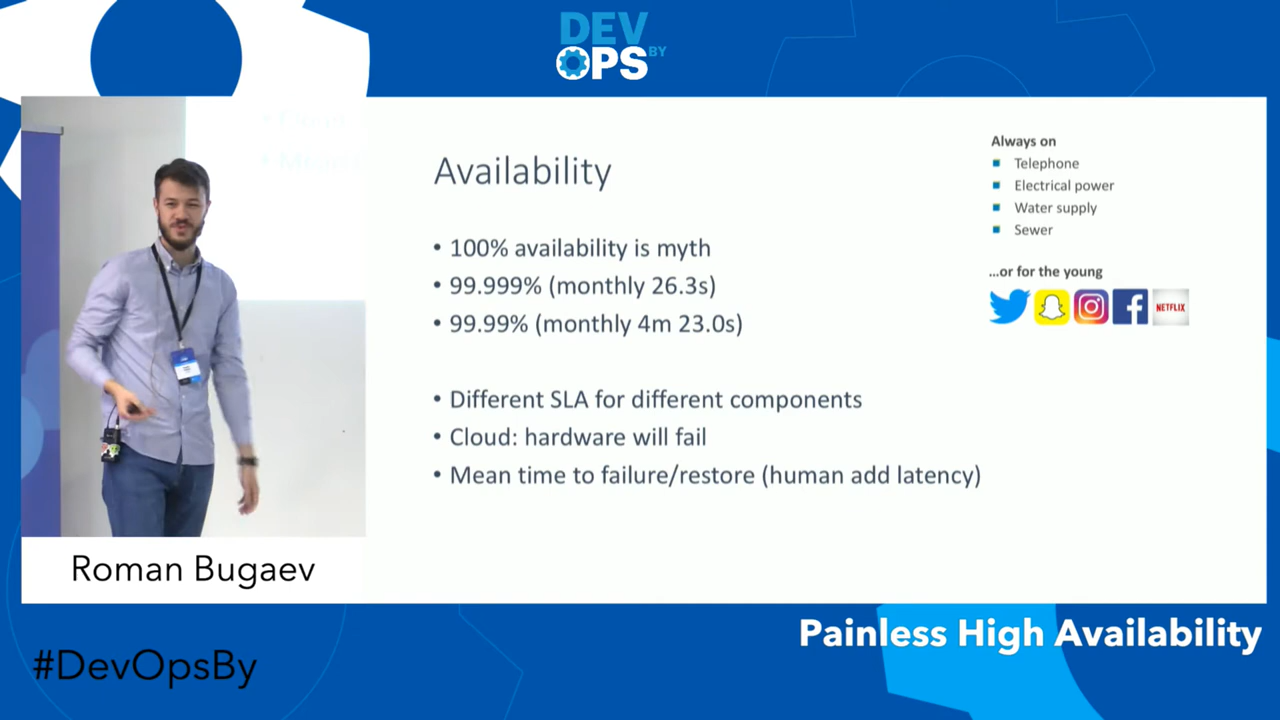 DEV
OPS BY
Availability
• 100% availability is myth
• 99.999% (monthly 26.3s)
• 99.99% (monthly 4m 23.0s)
• Different SLA for different components
• Cloud: hardware will fail
• Mean time to failure/restore (human add latency)
Always on
Telephone
Electrical power
Water supply
Sewer
...or for the young
NETFLIX
Roman Bugaev
Painless High Availability
#DevOpsBy